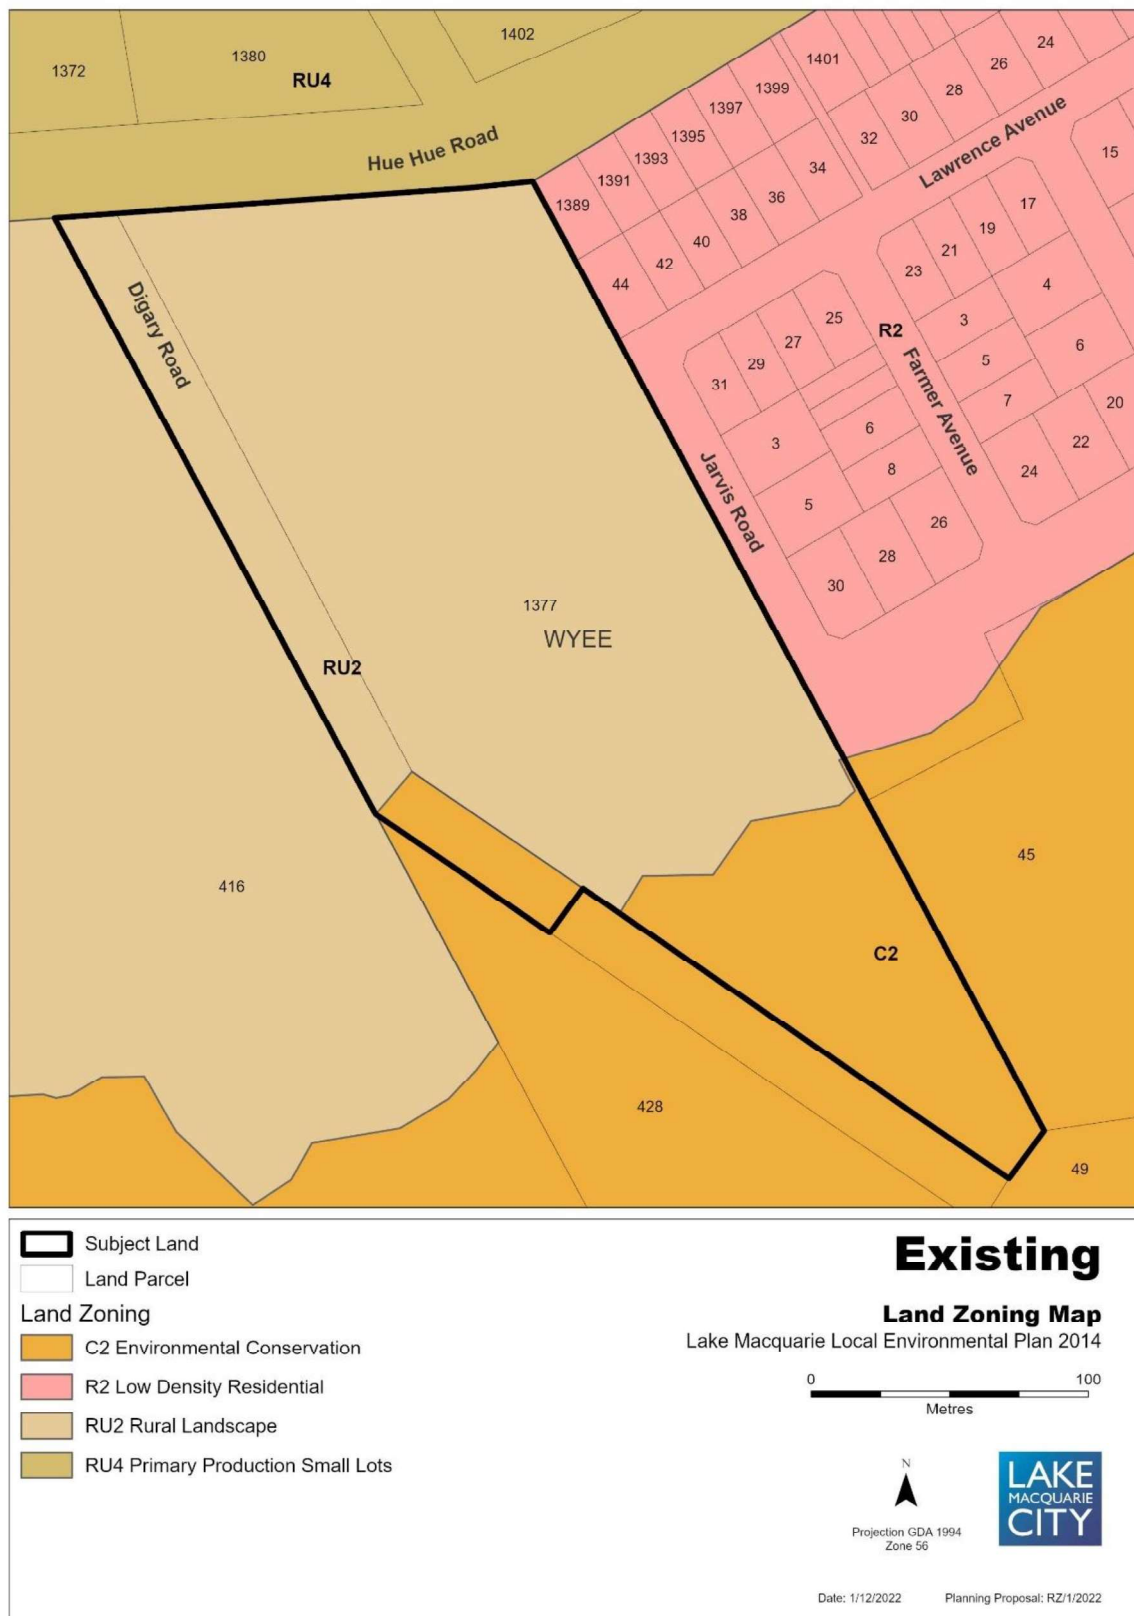 1402
1380
1372
RU4
Hue Hue Road
24
1401
26
1399
28
1397
30
1395
32
1393
34
1391
36
1389
38
40
42
44
Lawrence Avenue
15
17
19
21
23
4
3
6
5
7
20
22
24
R2
Farmer Avenue
25
27
29
31
3
6
8
5
26
28
30
Jarvis Road
Digary Road
1377
WYEE
RU2
416
45
C2
428
49
Subject Land
Land Parcel
Land Zoning
C2 Environmental Conservation
R2 Low Density Residential
RU2 Rural Landscape
RU4 Primary Production Small Lots
Existing
Land Zoning Map
Lake Macquarie Local Environmental Plan 2014
0 100
Metres
N
Projection GDA 1994
Zone 56
LAKE
MACQUARIE
CITY
Date: 1/12/2022 Planning Proposal: RZ/1/2022